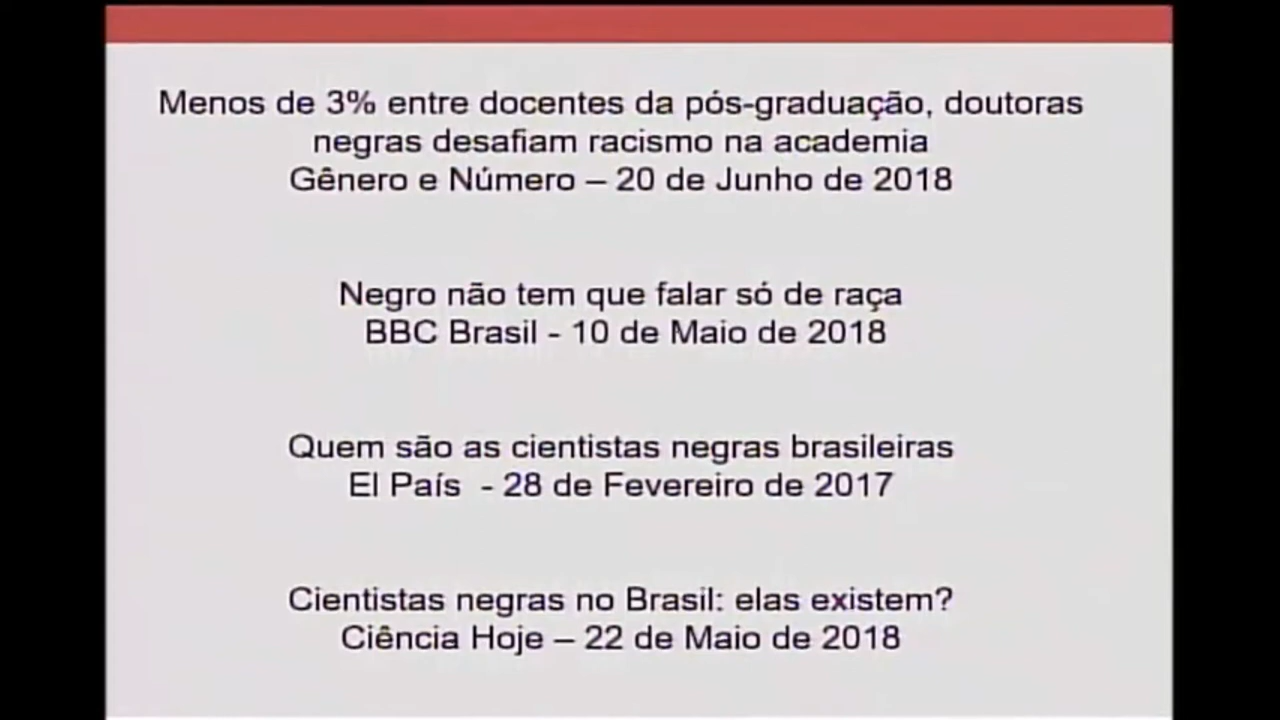 Menos de 3% entre docentes da pós-graduação, doutoras
negras desafiam racismo na academia
Gênero e Número – 20 de Junho de 2018
Negro não tem que falar só de raça
BBC Brasil - 10 de Maio de 2018
Quem são as cientistas negras brasileiras
El País - 28 de Fevereiro de 2017
Cientistas negras no Brasil: elas existem?
Ciência Hoje – 22 de Maio de 2018